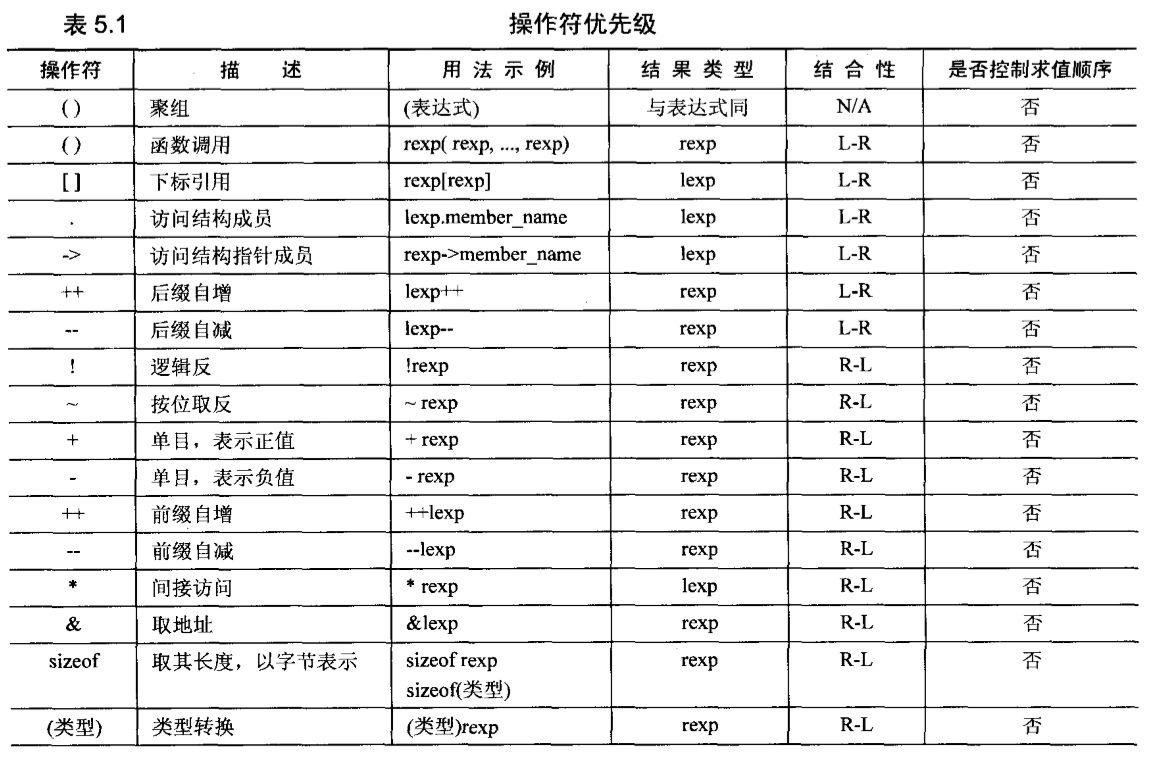 表 5.1 操作符优先级
操作符 描 述 用 法 示 例 结 果 类 型 结 合 性 是否控制求值顺序
( ) 聚组 (表达式) 与表达式同 N/A 否
( ) 函数调用 rexp( rexp, ..., rexp) rexp L-R 否
[ ] 下标引用 rexp[rexp] lexp L-R 否
. 访问结构成员 lexp.member_name lexp L-R 否
-> 访问结构指针成员 rexp->member_name lexp L-R 否
++ 后缀自增 lexp++ rexp L-R 否
-- 后缀自减 lexp-- rexp L-R 否
! 逻辑反 !rexp rexp R-L 否
~ 按位取反 ~ rexp rexp R-L 否
+ 单目，表示正值 + rexp rexp R-L 否
- 单目，表示负值 - rexp rexp R-L 否
++ 前缀自增 ++lexp rexp R-L 否
-- 前缀自减 --lexp rexp R-L 否
* 间接访问 * rexp lexp R-L 否
& 取地址 &lexp rexp R-L 否
sizeof 取其长度，以字节表示 sizeof rexp rexp R-L 否
sizeof(类型)
(类型) 类型转换 (类型)rexp rexp R-L 否